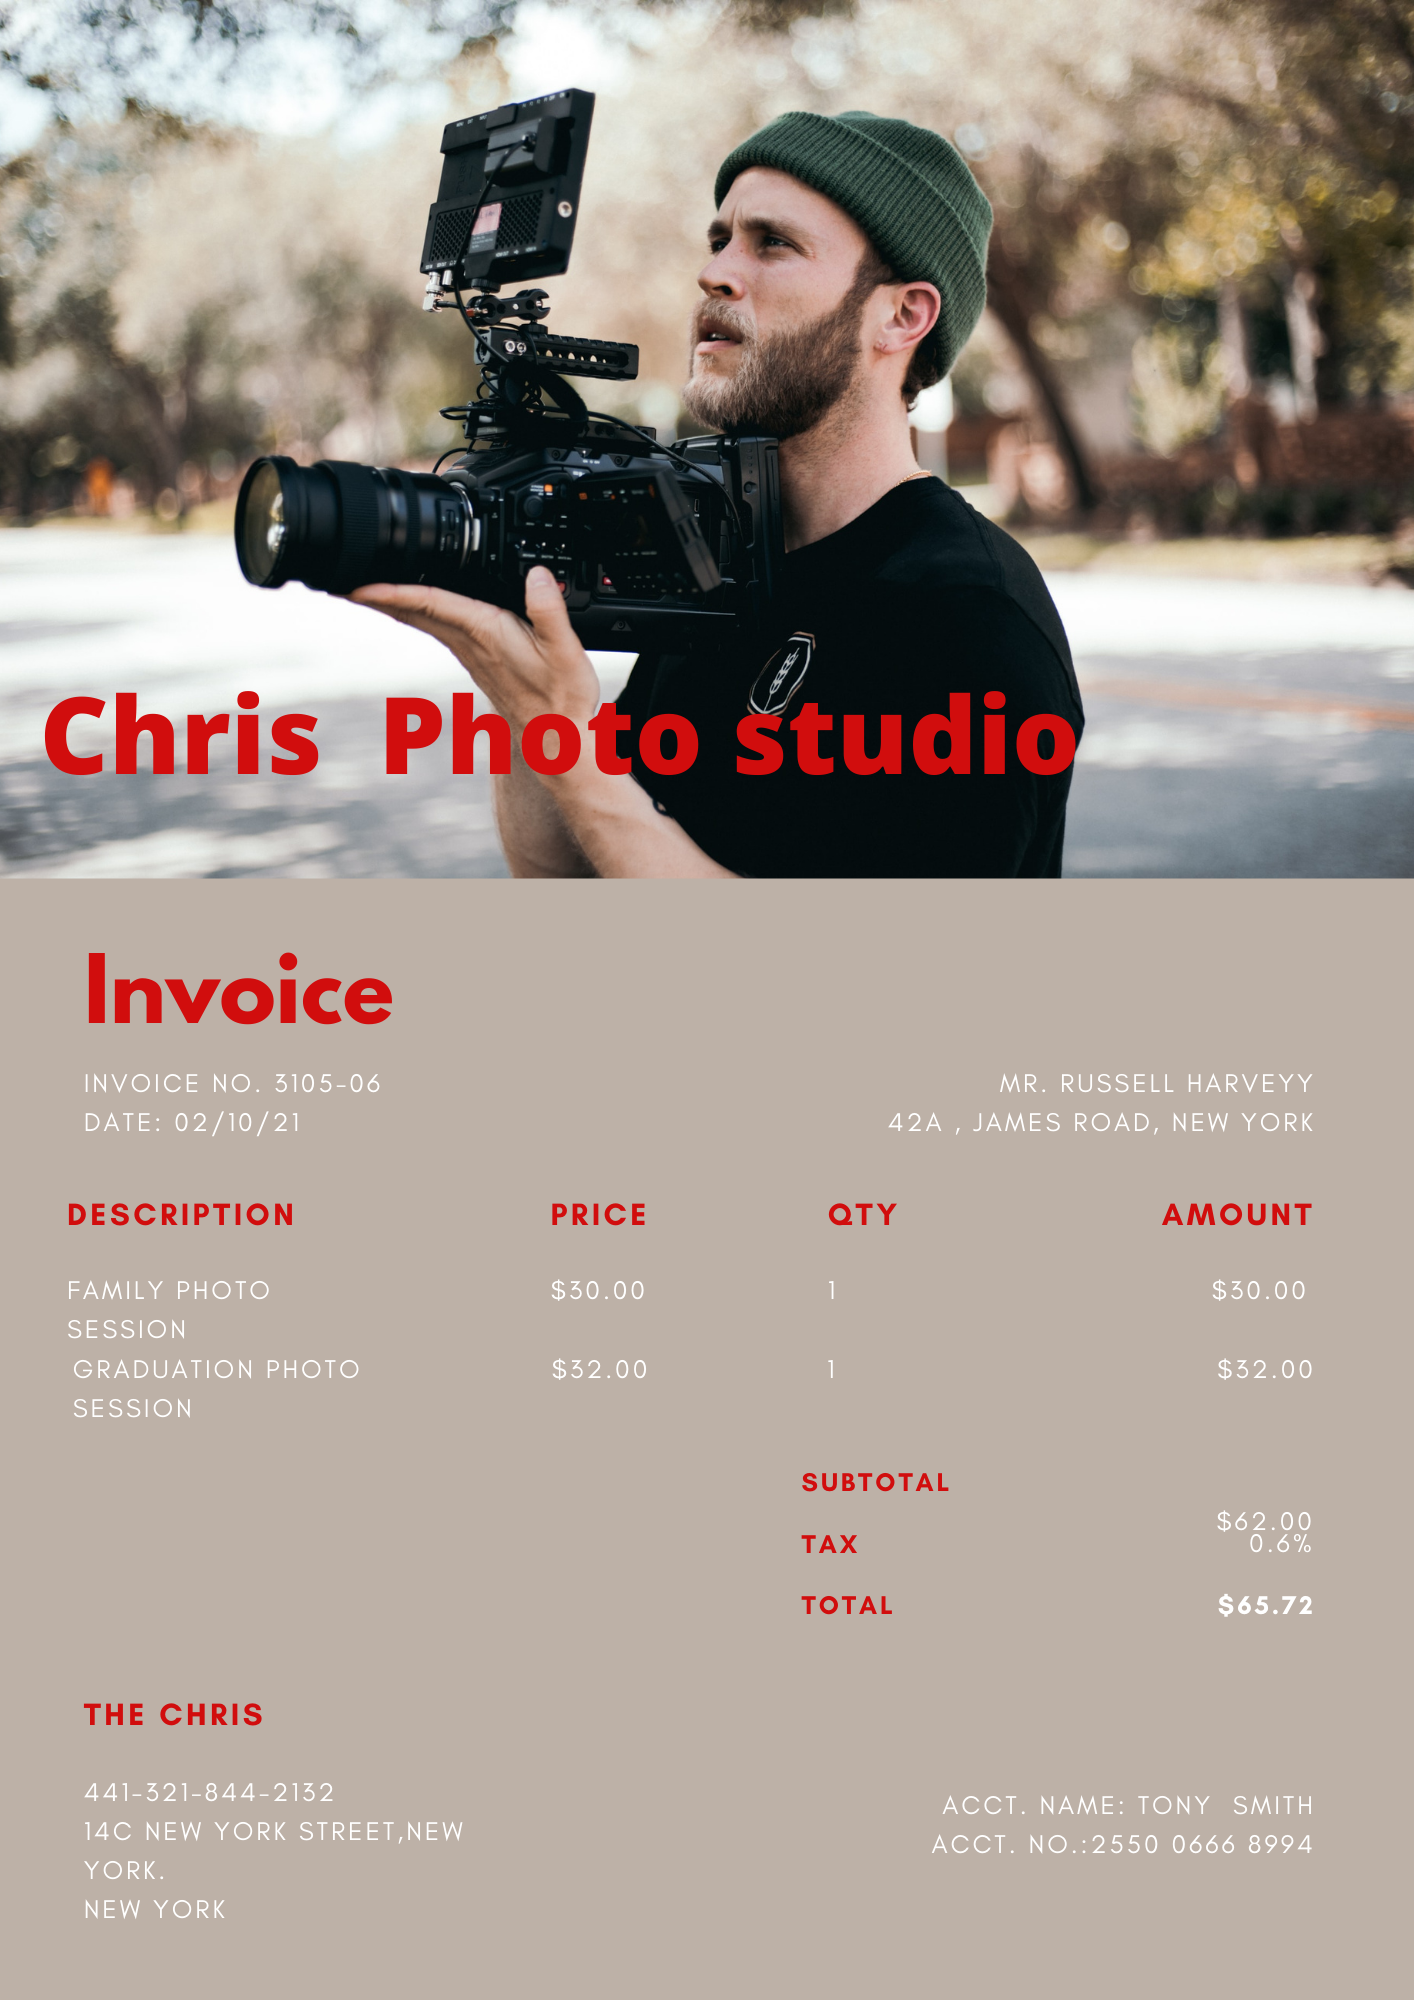 Chris  Photo studio
Invoice
INVOICE NO. 3105-06
DATE: 02/10/21
MR. RUSSELL HARVEYY
42A , JAMES ROAD, NEW YORK
DESCRIPTION PRICE QTY AMOUNT
FAMILY PHOTO $30.00 1 $30.00
SESSION
GRADUATION PHOTO $32.00 1 $32.00
SESSION
SUBTOTAL
$62.00
TAX 0.6%
TOTAL $65.72
THE CHRIS
441-321-844-2132
14C NEW YORK STREET,NEW
YORK.
NEW YORK
ACCT. NAME: TONY  SMITH
ACCT. NO.:2550 0666 8994